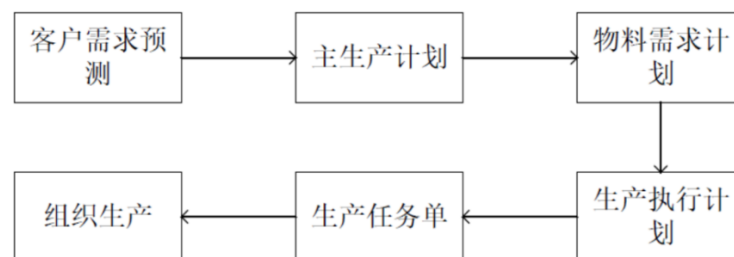 客户需求预
测
主生产计划
物料需求计
划
组织生产
生产任务单
生产执行计
划